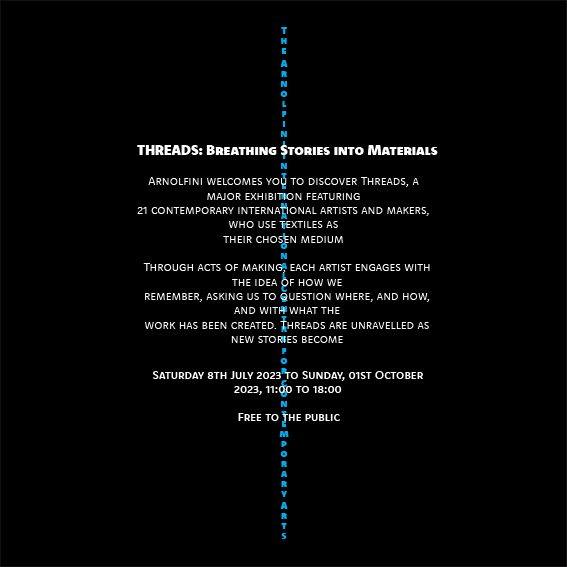 THE ARNOLFINI INTERNATIONAL CENTRE FOR CONTEMPORARY ARTS
THREADS: Breathing Stories into Materials
Arnolfini welcomes you to discover Threads, a
major exhibition featuring
21 contemporary international artists and makers,
who use textiles as
their chosen medium
Through acts of making, each artist engages with
the idea of how we
remember, asking us to question where, and how,
and with what the
work has been created. Threads are unravelled as
new stories become
Saturday 8th July 2023 to Sunday, 01st October
2023, 11:00 to 18:00
Free to the public